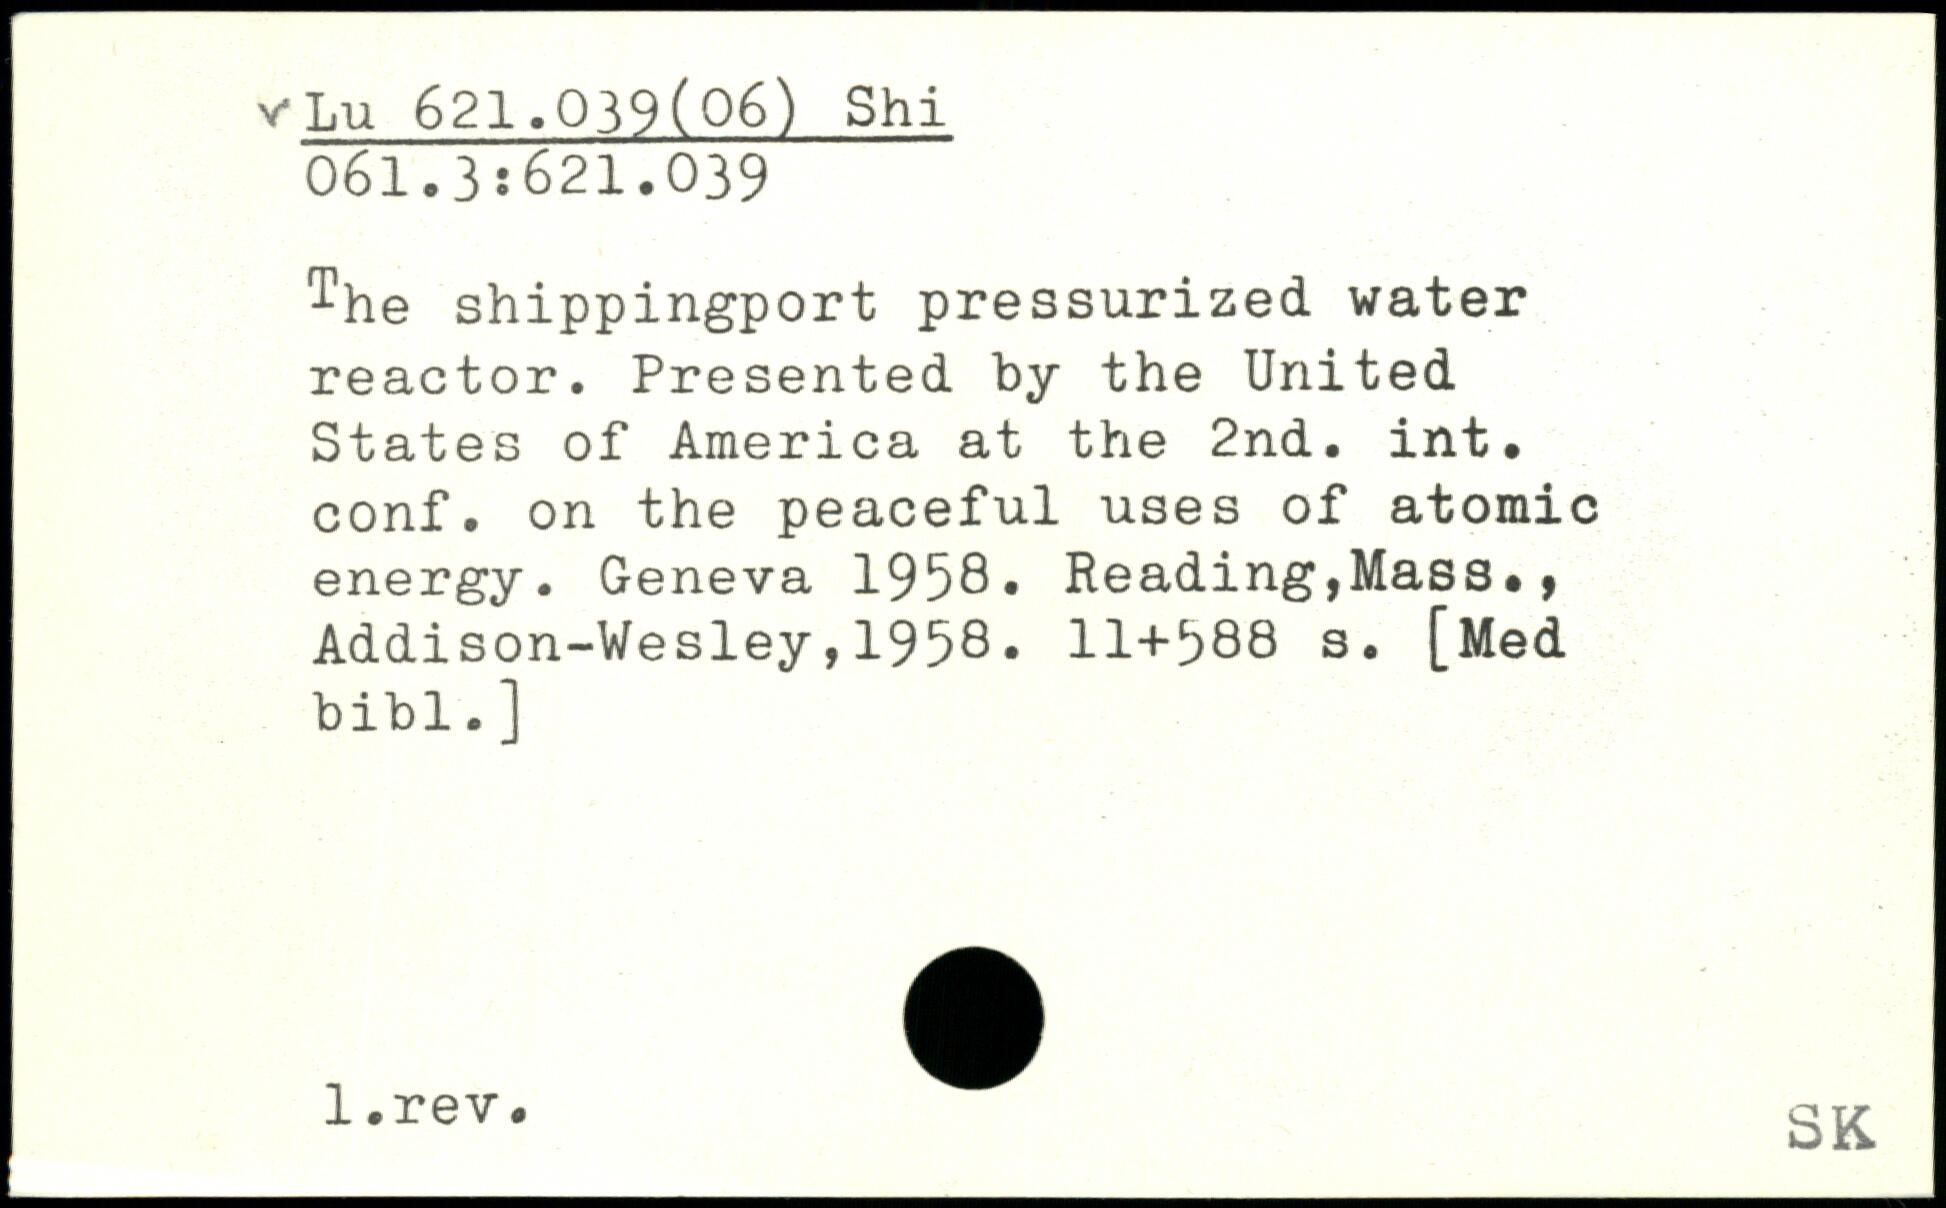 v Lu 621.039(06) Shi
061.3:621.039
The shippingport pressurized water
reactor. Presented by the United
States of America at the 2nd. int.
conf. on the peaceful uses of atomic
energy. Geneva 1958. Reading,Mass.,
Addison-Wesley,1958. 11+588 s. [Med
bibl.]
1.rev.
SK